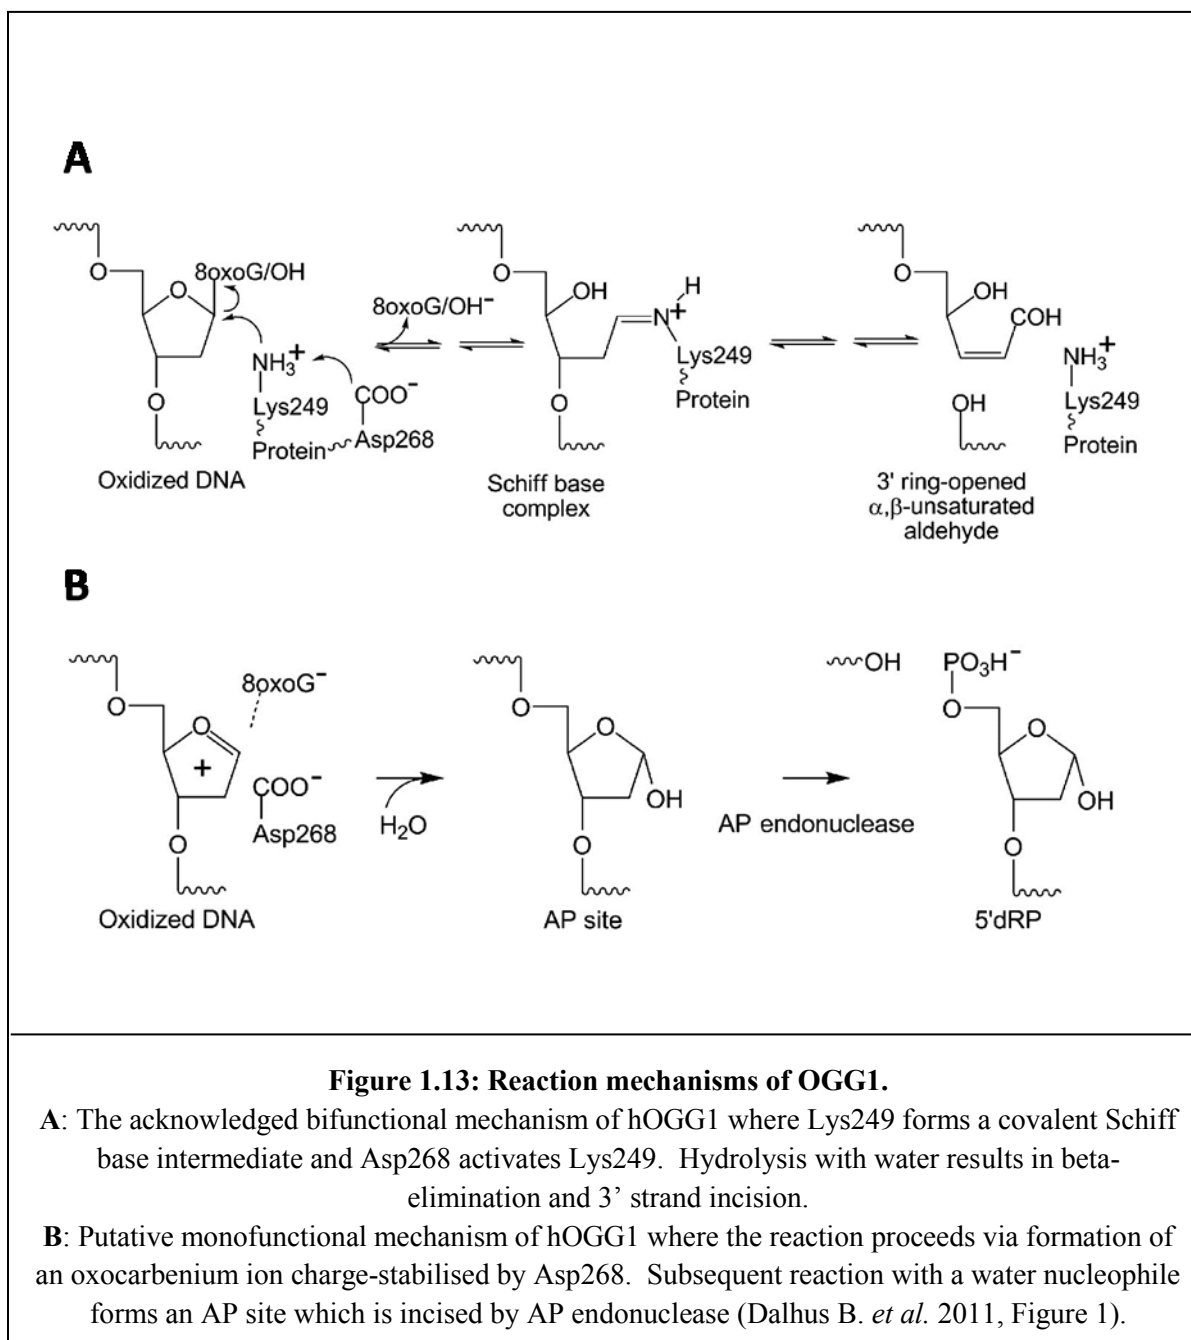 A
O
O
8oxoG/OH
NH3+
Lys249
Protein
COO-
Asp268
O
Oxidized DNA
8oxoG/OH-
O
OH
H
N+
Lys249
Protein
O
Schiff base
complex
O
OH
COH
OH
NH3+
Lys249
Protein
3' ring-opened
α,β-unsaturated
aldehyde
B
8oxoG-
O
O
+
COO-
Asp268
O
Oxidized DNA
H2O
O
O
OH
O
AP site
AP endonuclease
OH
PO3H-
O
O
OH
O
5'dRP
Figure 1.13: Reaction mechanisms of OGG1.
A: The acknowledged bifunctional mechanism of hOGG1 where Lys249 forms a covalent Schiff
base intermediate and Asp268 activates Lys249. Hydrolysis with water results in beta-
elimination and 3’ strand incision.
B: Putative monofunctional mechanism of hOGG1 where the reaction proceeds via formation of
an oxocarbenium ion charge-stabilised by Asp268. Subsequent reaction with a water nucleophile
forms an AP site which is incised by AP endonuclease (Dalhus B. et al. 2011, Figure 1).